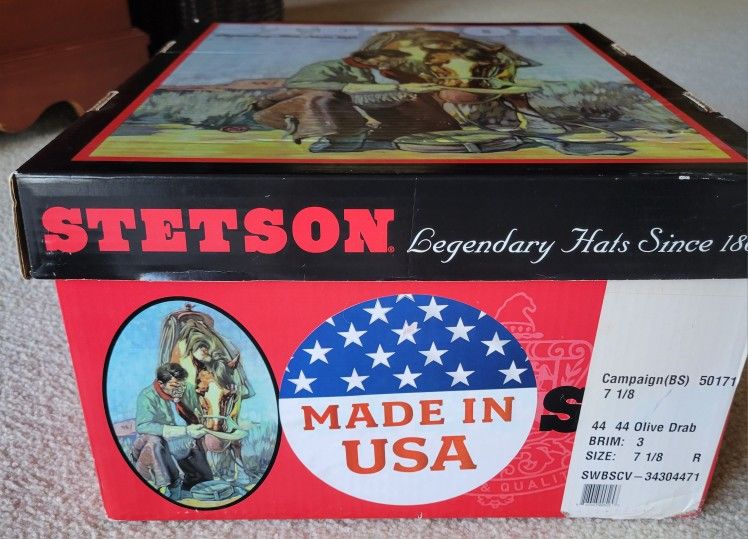 STETSON® Legendary Hats Since 18
MADE IN
USA
S
Campaign(BS) 50171
7 1/8
44 44 Olive Drab
BRIM: 3
SIZE: 7 1/8 R
SWBSCV-34304471
& QUALITY